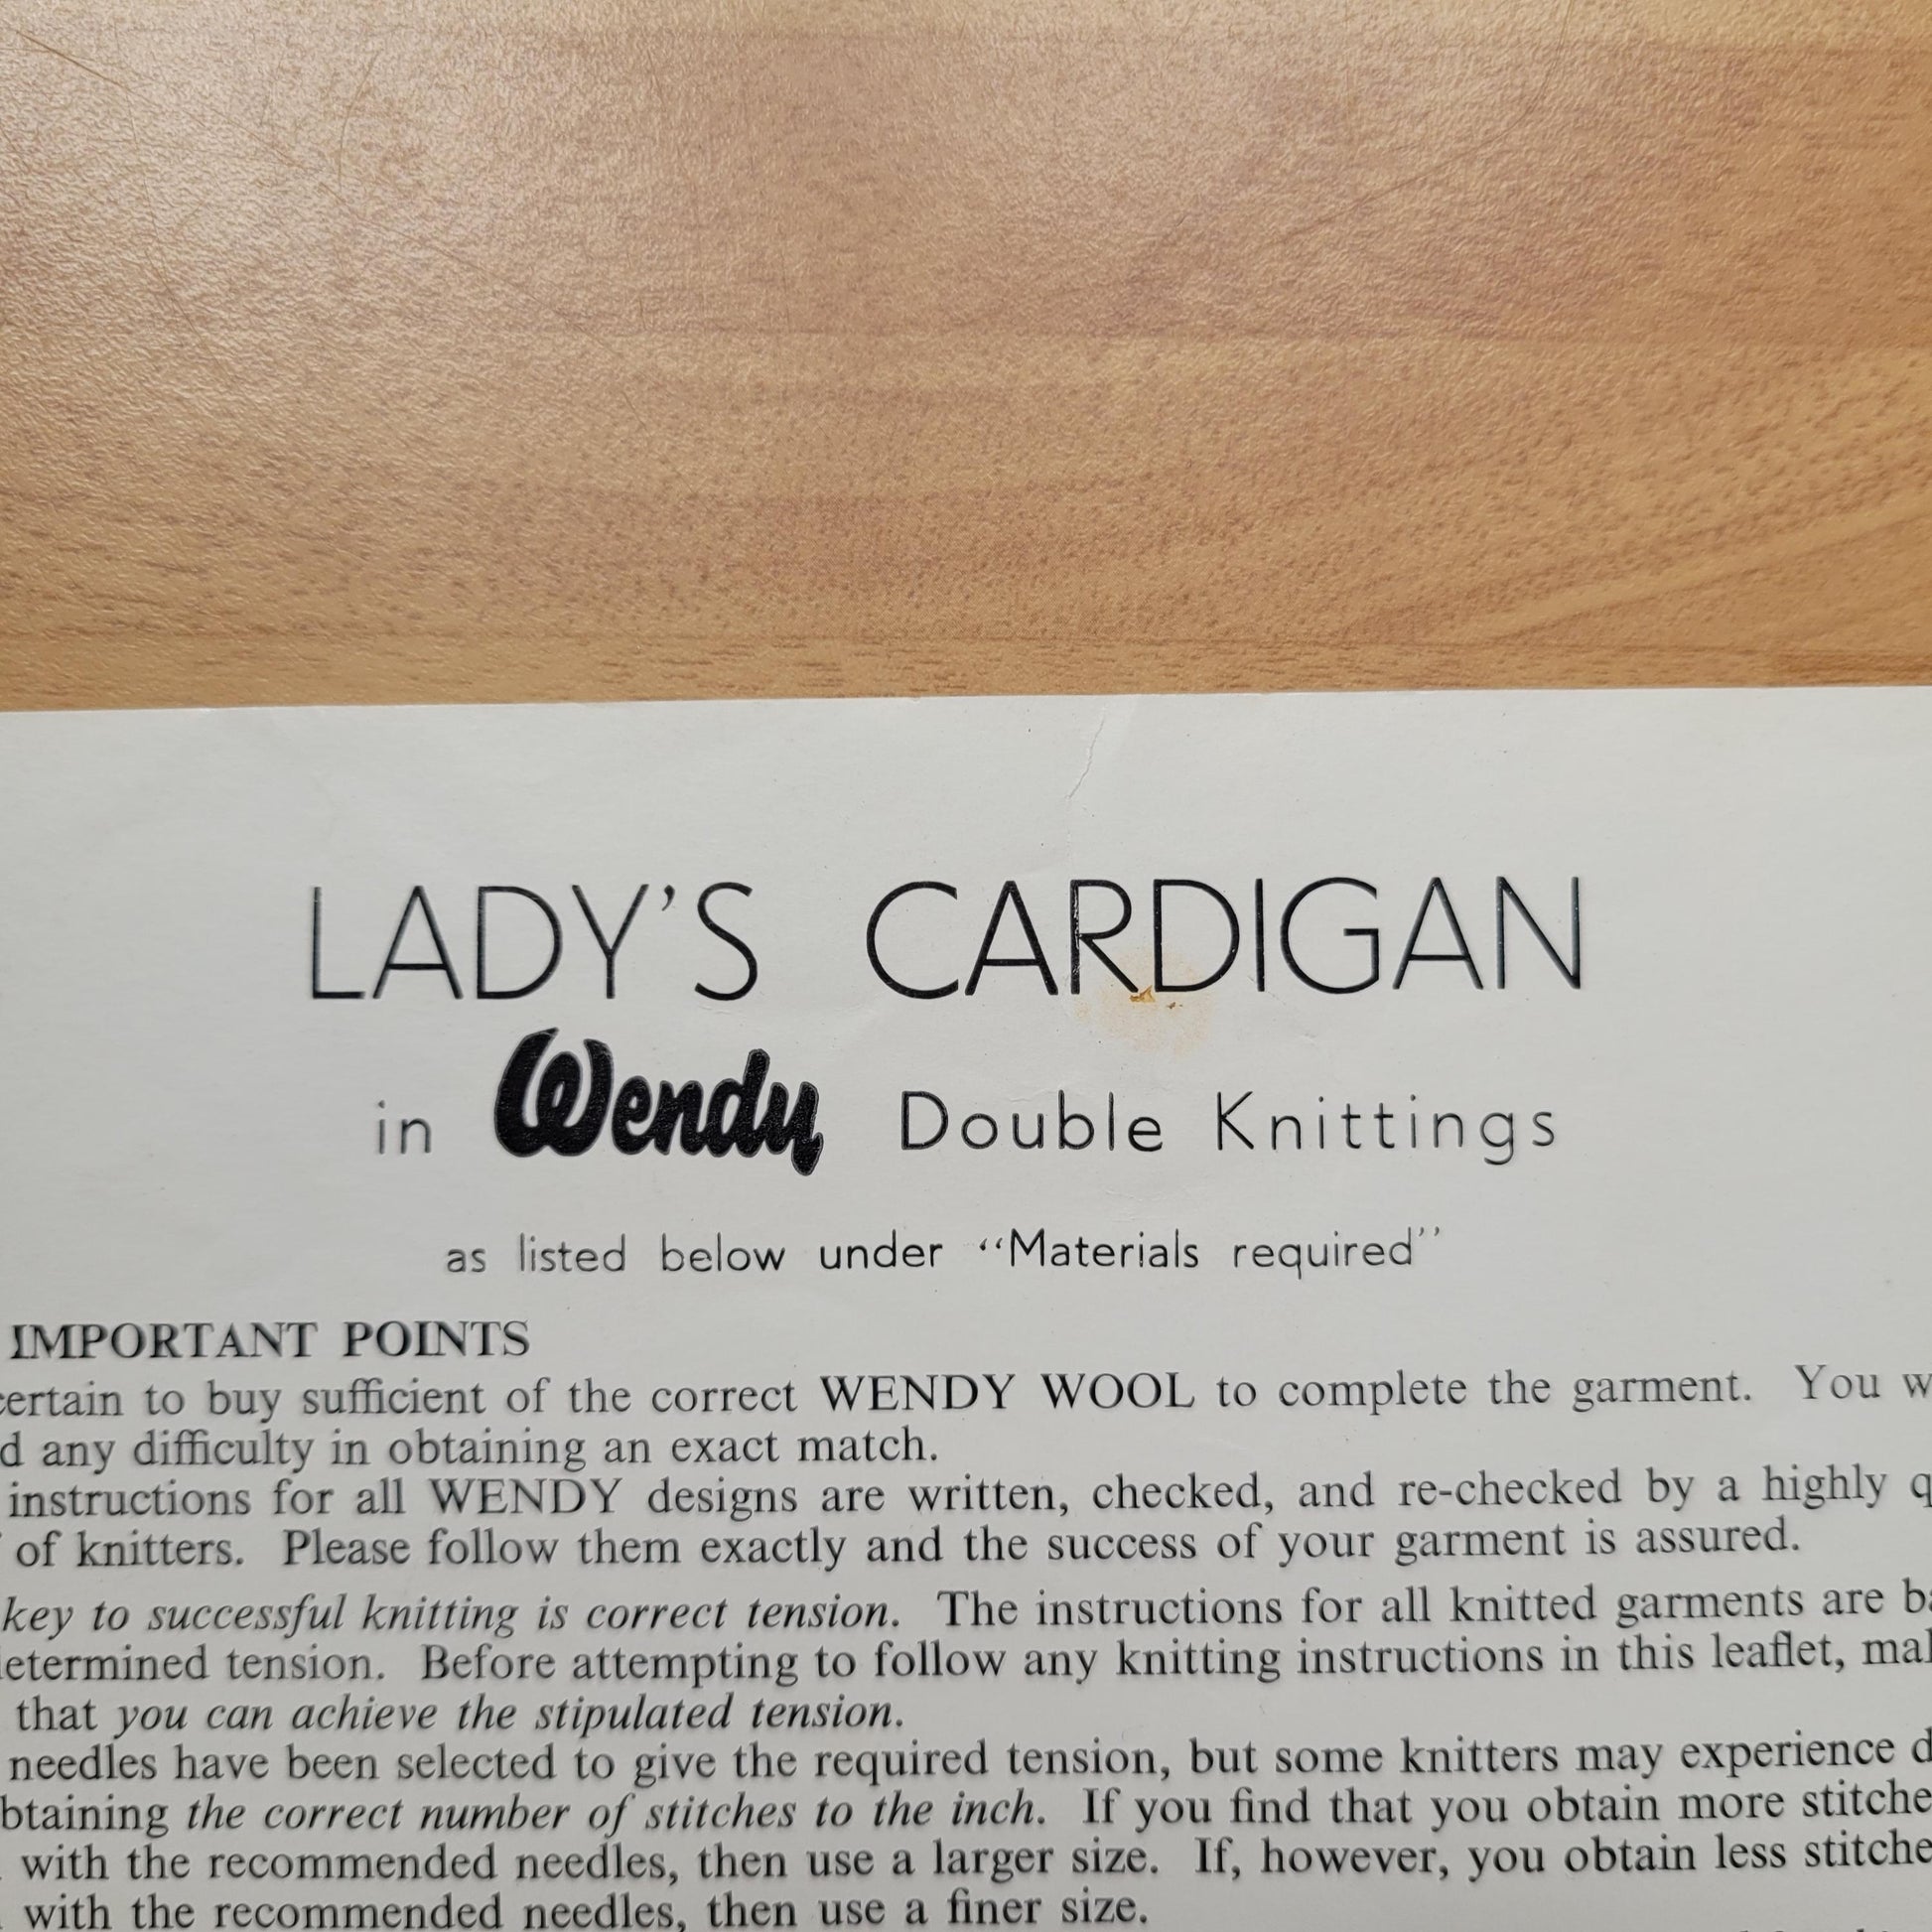 LADY'S CARDIGAN
in Wendy Double Knittings
as listed below under “Materials required”
IMPORTANT POINTS
certain to buy sufficient of the correct WENDY WOOL to complete the garment. You
any difficulty in obtaining an exact match.
instructions for all WENDY designs are written, checked, and re-checked by a highly
of knitters. Please follow them exactly and the success of your garment is assured.
key to successful knitting is correct tension. The instructions for all knitted garments are
determined tension. Before attempting to follow any knitting instructions in this leaflet,
that you can achieve the stipulated tension.
needles have been selected to give the required tension, but some knitters may experience
obtaining the correct number of stitches to the inch. If you find that you obtain more stitches
with the recommended needles, then use a larger size. If, however, you obtain less stitches
with the recommended needles, then use a finer size.